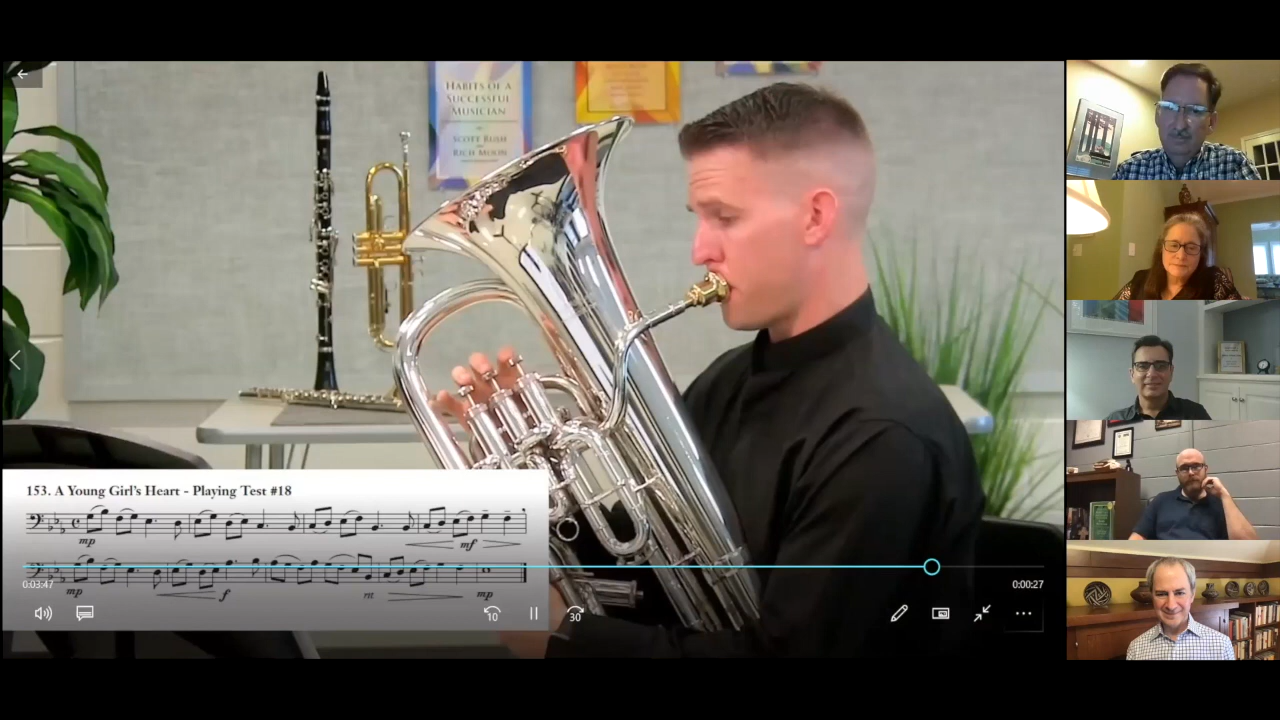 HABITS OF A
SUCCESSFUL
MUSICIAN
SCOTT RUSH
RICH MOON
153. A Young Girl's Heart - Playing Test #18
mp
mf
mp
f
rit
mp
0:03:47
0:00:27
10
30